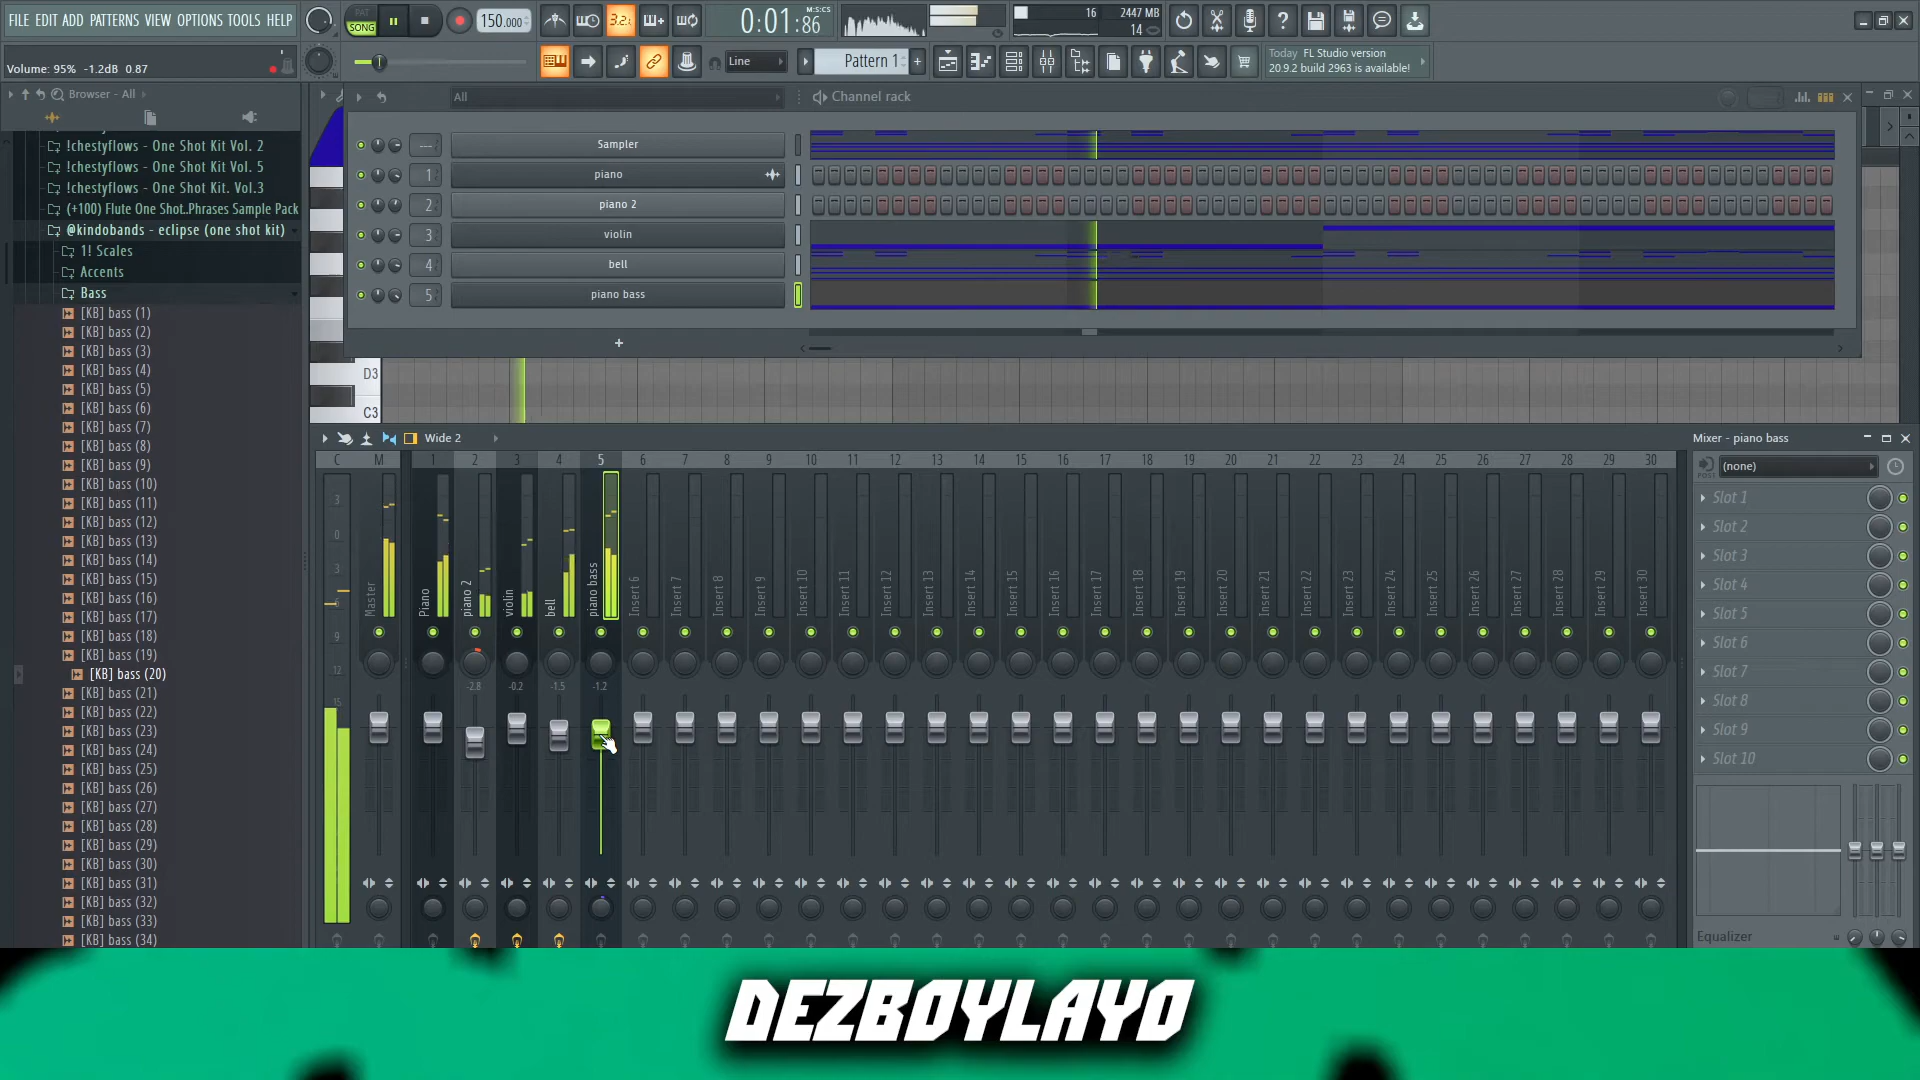 FILE EDIT ADD PATTERNS VIEW OPTIONS TOOLS HELP
PAT
SONG
150.000
3.2.
0:01:86
M:S:CS
16
2447 MB
14
Volume: 95% -1.2dB 0.87
Line
Pattern 1
+
Today FL Studio version
20.9.2 build 2963 is available!
Browser - All
All
Channel rack
!chestyflows - One Shot Kit Vol. 2
!chestyflows - One Shot Kit Vol. 5
!chestyflows - One Shot Kit. Vol.3
(+100) Flute One Shot..Phrases Sample Pack
@kindobands - eclipse (one shot kit)
1! Scales
Accents
Bass
[KB] bass (1)
[KB] bass (2)
[KB] bass (3)
[KB] bass (4)
[KB] bass (5)
[KB] bass (6)
[KB] bass (7)
[KB] bass (8)
[KB] bass (9)
[KB] bass (10)
[KB] bass (11)
[KB] bass (12)
[KB] bass (13)
[KB] bass (14)
[KB] bass (15)
[KB] bass (16)
[KB] bass (17)
[KB] bass (18)
[KB] bass (19)
[KB] bass (20)
[KB] bass (21)
[KB] bass (22)
[KB] bass (23)
[KB] bass (24)
[KB] bass (25)
[KB] bass (26)
[KB] bass (27)
[KB] bass (28)
[KB] bass (29)
[KB] bass (30)
[KB] bass (31)
[KB] bass (32)
[KB] bass (33)
[KB] bass (34)
--- Sampler
1 piano
2 piano 2
3 violin
4 bell
5 piano bass
+
D3
C3
Wide 2
C M 1 2 3 4 5 6 7 8 9 10 11 12 13 14 15 16 17 18 19 20 21 22 23 24 25 26 27 28 29 30
3
0
3
6
9
12
15
Master
Piano
piano 2
violin
bell
piano bass
Insert 6
Insert 7
Insert 8
Insert 9
Insert 10
Insert 11
Insert 12
Insert 13
Insert 14
Insert 15
Insert 16
Insert 17
Insert 18
Insert 19
Insert 20
Insert 21
Insert 22
Insert 23
Insert 24
Insert 25
Insert 26
Insert 27
Insert 28
Insert 29
Insert 30
-2.8 -0.2 -1.5 -1.2
Mixer - piano bass
POST
(none)
Slot 1
Slot 2
Slot 3
Slot 4
Slot 5
Slot 6
Slot 7
Slot 8
Slot 9
Slot 10
Equalizer
DEZBOYLAYO